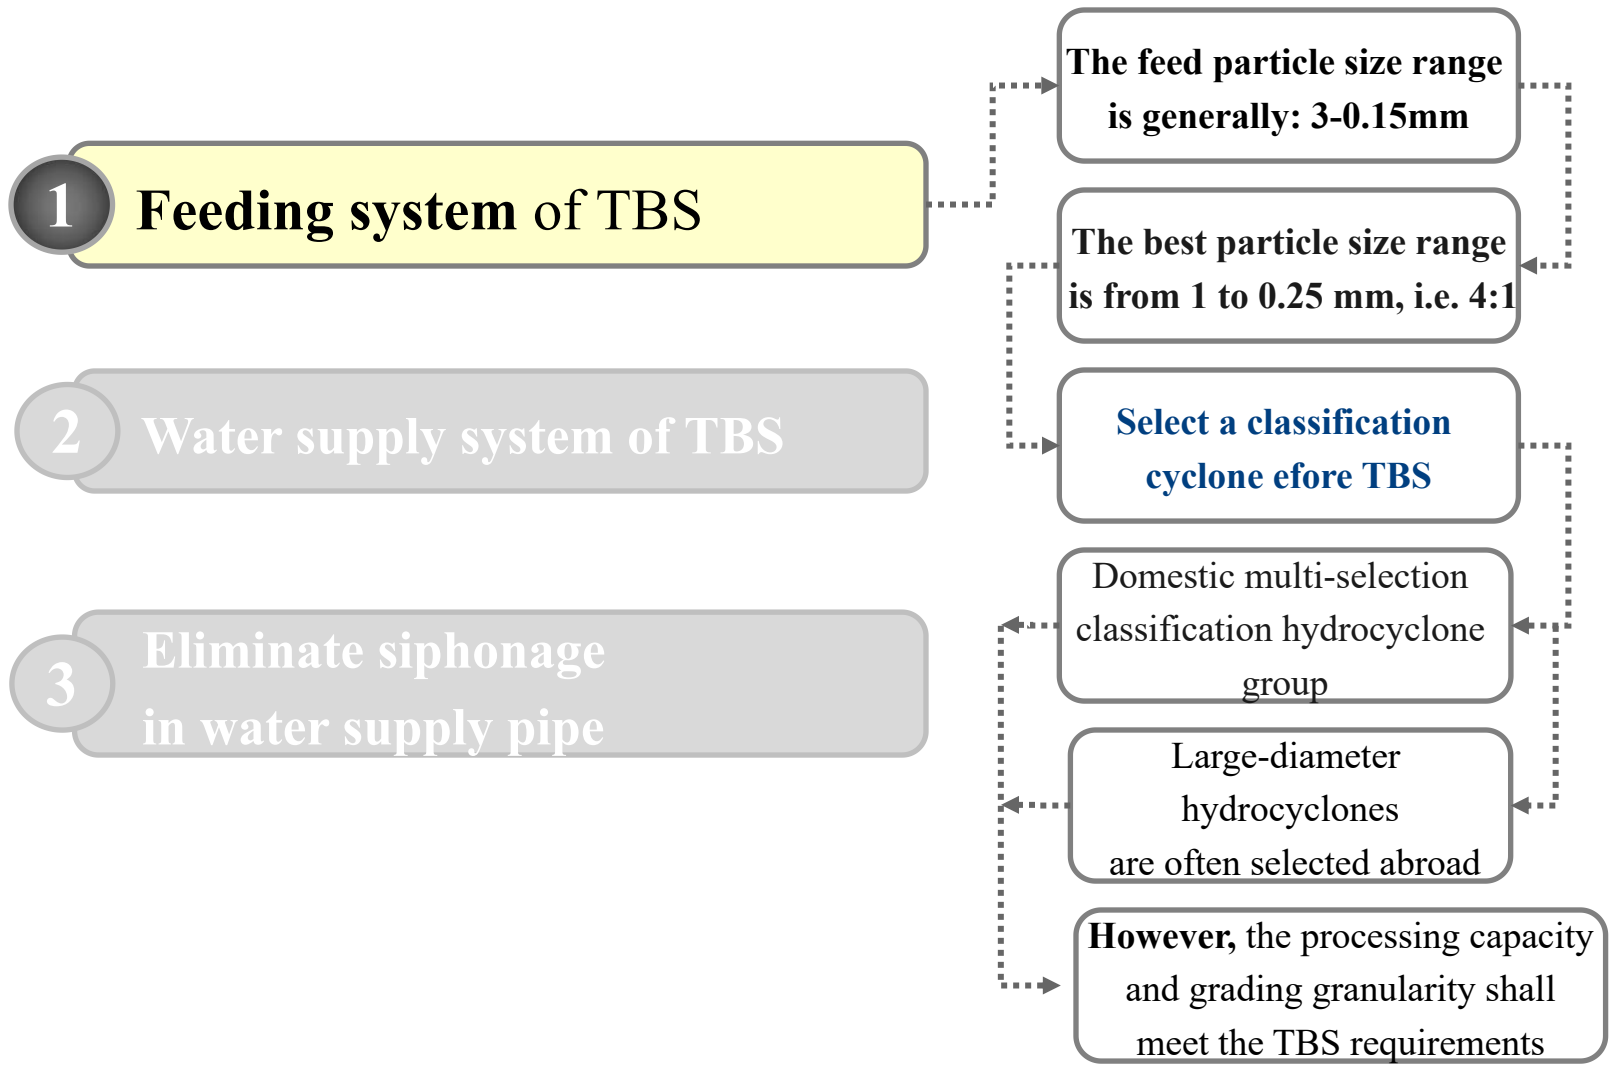 1
Feeding system of TBS
2
Water supply system of TBS
3
Eliminate siphonage
in water supply pipe
The feed particle size range
is generally: 3-0.15mm
The best particle size range
is from 1 to 0.25 mm, i.e. 4:1
Select a classification
cyclone efore TBS
Domestic multi-selection
classification hydrocyclone
group
Large-diameter
hydrocyclones
are often selected abroad
However, the processing capacity
and grading granularity shall
meet the TBS requirements